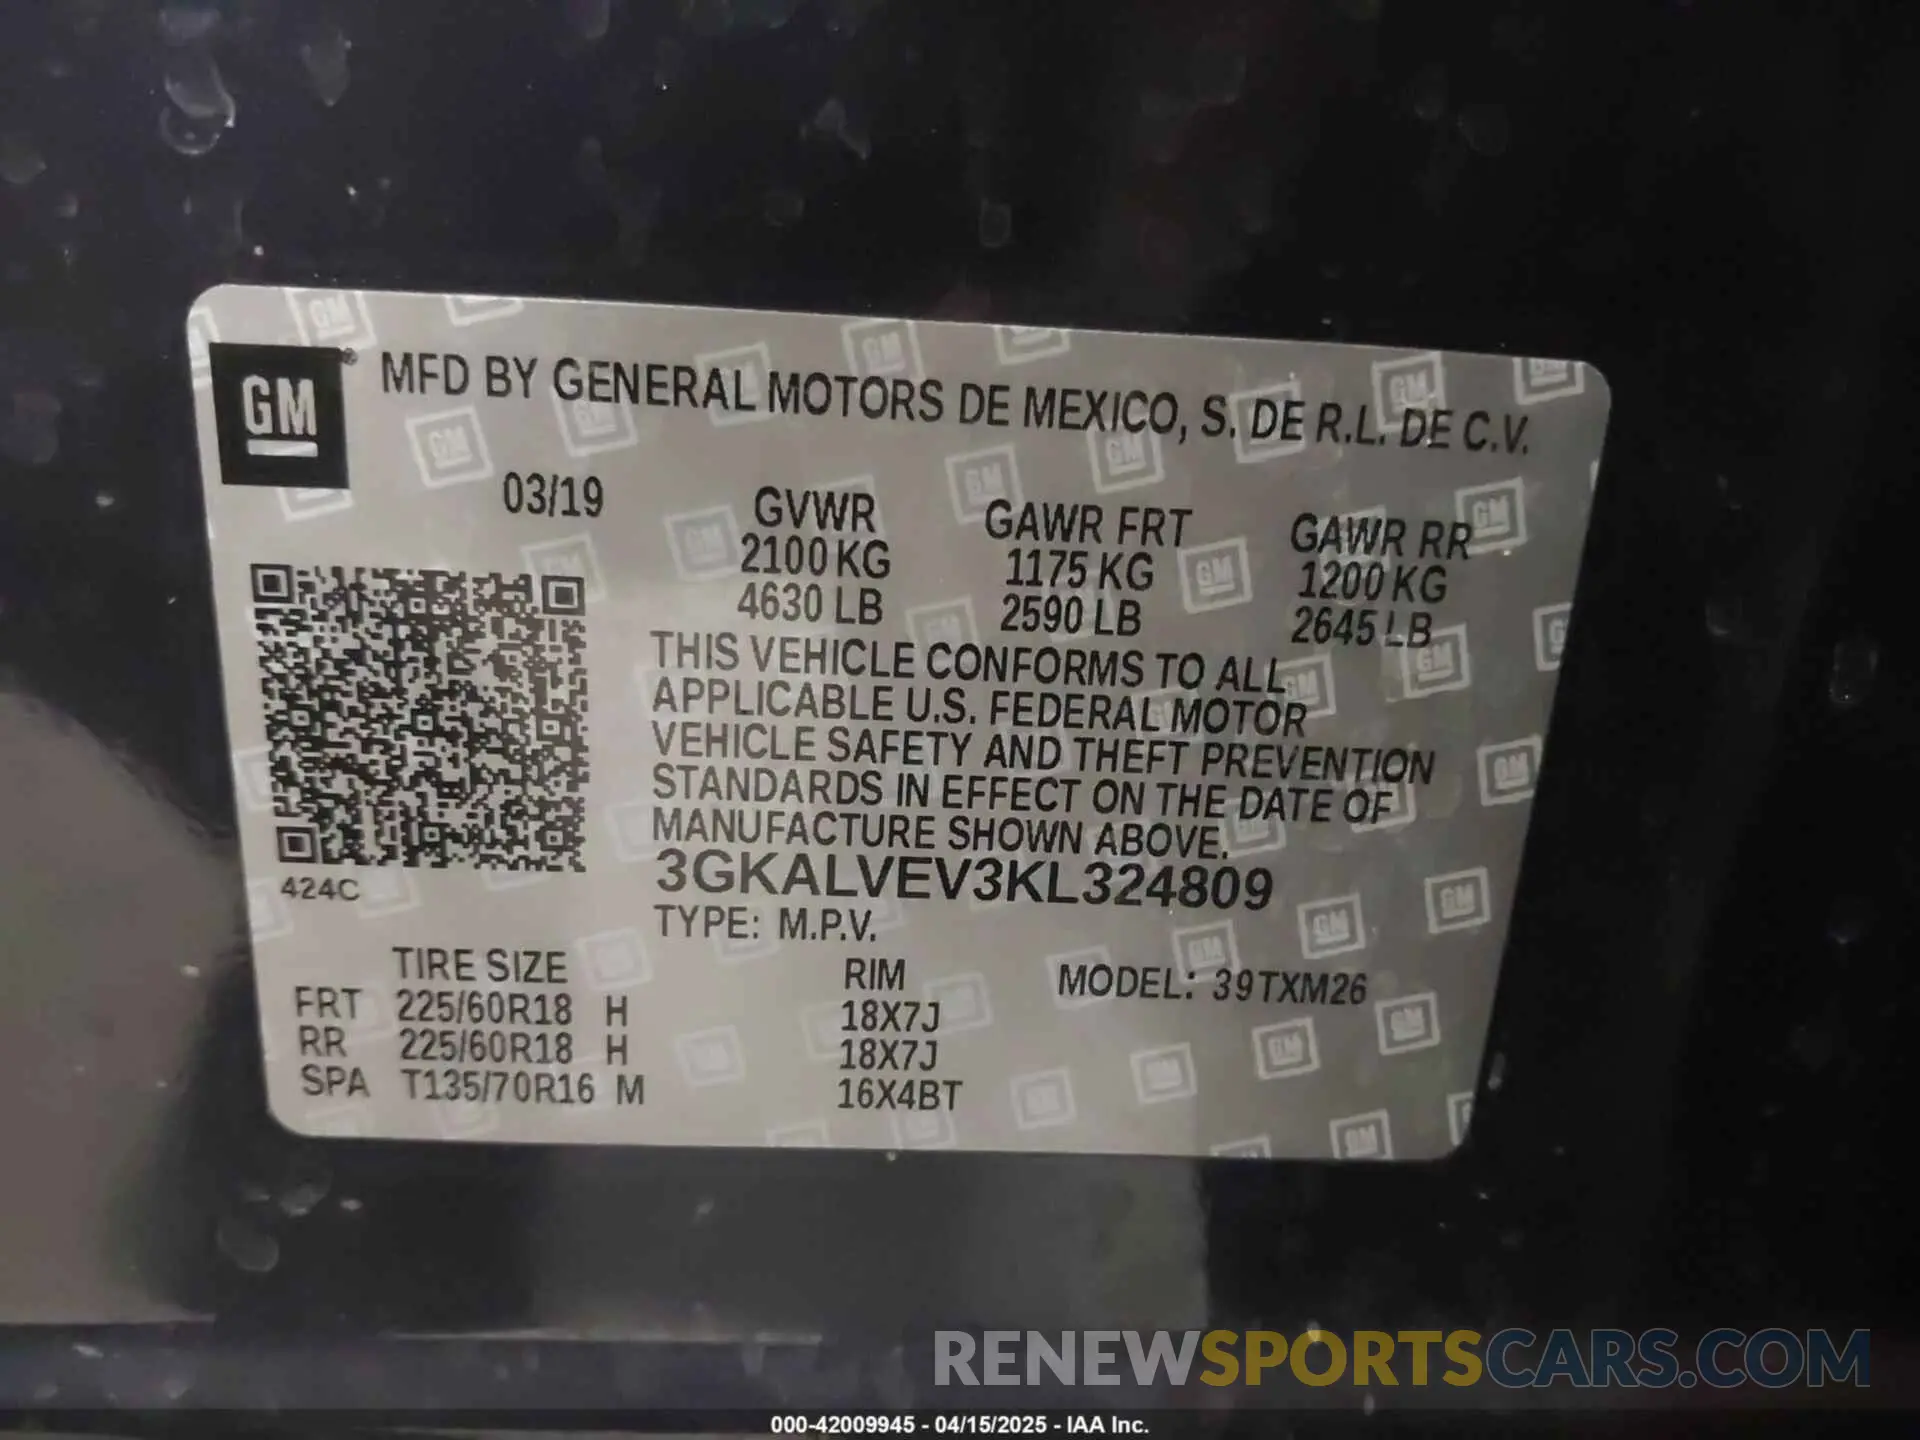 GM ® MFD BY GENERAL MOTORS DE MEXICO, S. DE R.L. DE C.V.
03/19
GVWR GAWR FRT GAWR RR
2100 KG 1175 KG 1200 KG
4630 LB 2590 LB 2645 LB
THIS VEHICLE CONFORMS TO ALL
APPLICABLE U.S. FEDERAL MOTOR
VEHICLE SAFETY AND THEFT PREVENTION
STANDARDS IN EFFECT ON THE DATE OF
MANUFACTURE SHOWN ABOVE.
3GKALVEV3KL324809
424C
TYPE: M.P.V.
TIRE SIZE RIM MODEL: 39TXM26
FRT 225/60R18 H 18X7J
RR 225/60R18 H 18X7J
SPA T135/70R16 M 16X4BT
RENEWSPORTSCARS.COM
000-42009945 - 04/15/2025 - IAA Inc.